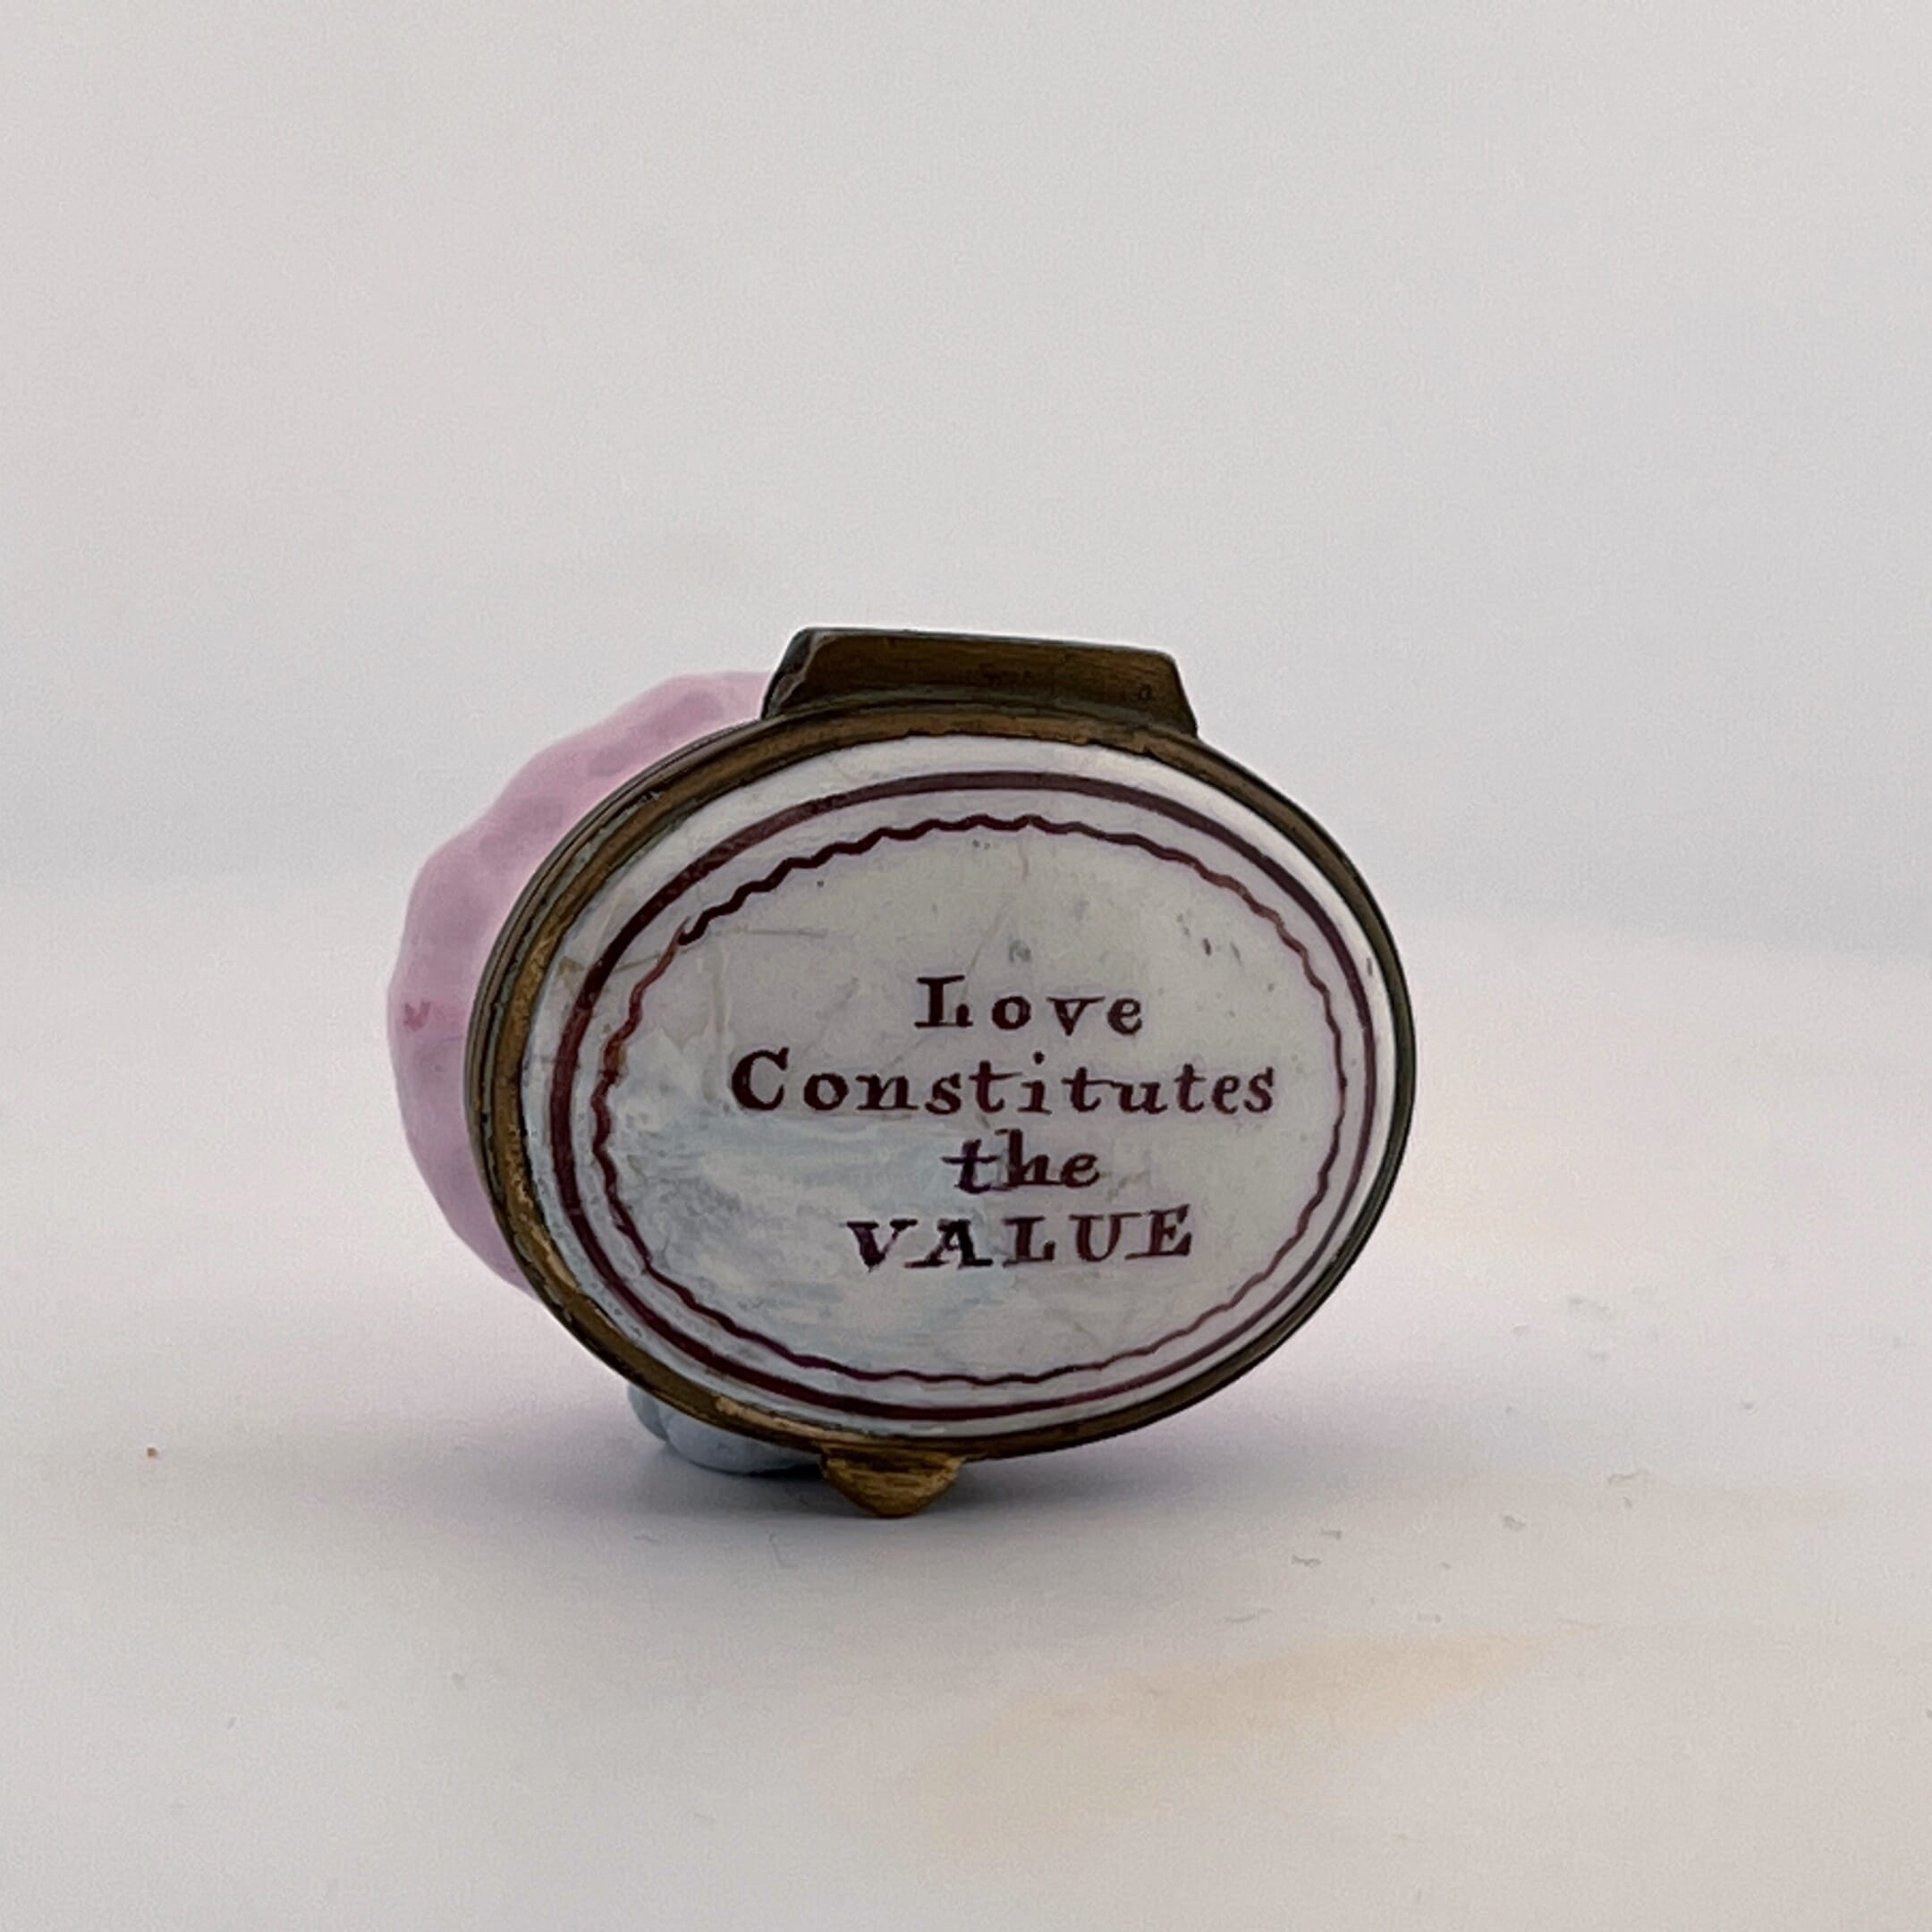 Love
Constitutes
the
VALUE